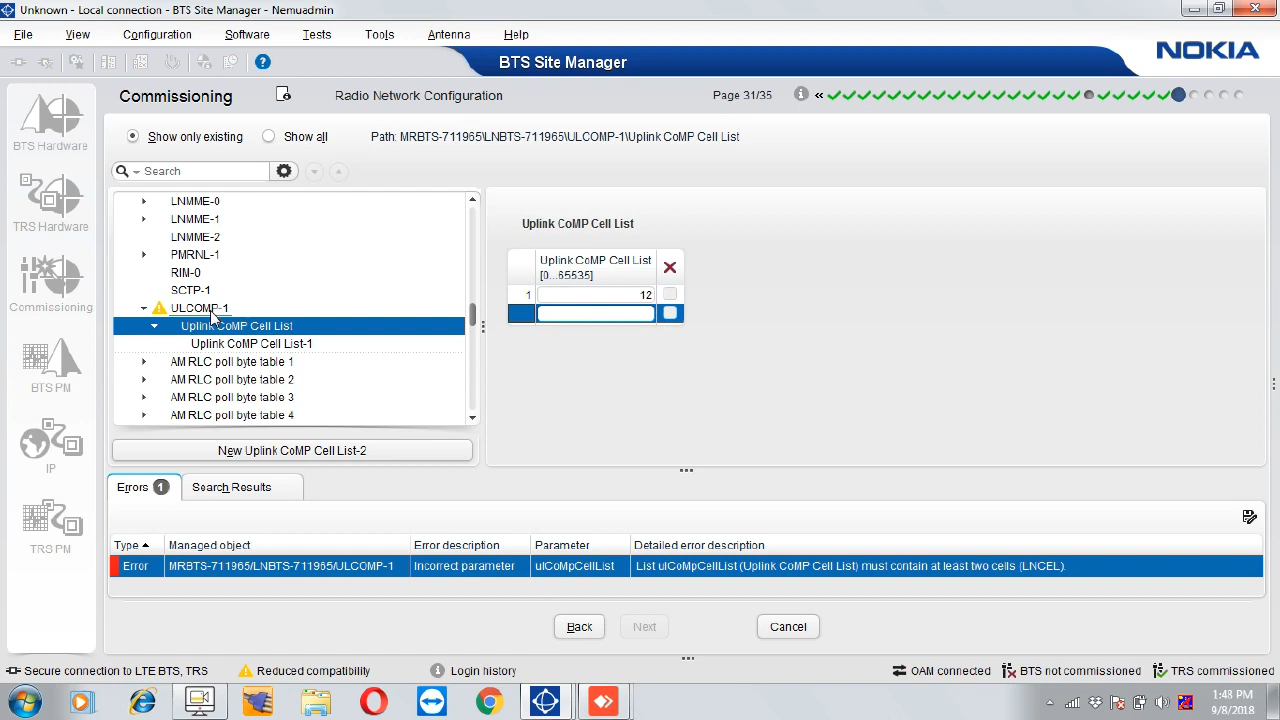 Unknown - Local connection - BTS Site Manager - Nemuadmin
File View Configuration Software Tests Tools Antenna Help
BTS Site Manager
NOKIA
Commissioning Radio Network Configuration Page 31/35
Show only existing Show all Path: MRBTS-711965\LNBTS-711965\ULCOMP-1\Uplink CoMP Cell List
Search
BTS Hardware
TRS Hardware
Commissioning
BTS PM
IP
TRS PM
LNMME-0
LNMME-1
LNMME-2
PMRNL-1
RIM-0
SCTP-1
ULCOMP-1
Uplink CoMP Cell List
Uplink CoMP Cell List-1
AM RLC poll byte table 1
AM RLC poll byte table 2
AM RLC poll byte table 3
AM RLC poll byte table 4
New Uplink CoMP Cell List-2
Uplink CoMP Cell List
Uplink CoMP Cell List
[0...65535]
1 12
Errors 1 Search Results
Type Managed object Error description Parameter Detailed error description
Error MRBTS-711965/LNBTS-711965/ULCOMP-1 Incorrect parameter ulCoMpCellList List ulCoMpCellList (Uplink CoMP Cell List) must contain at least two cells (LNCEL).
Back Next Cancel
Secure connection to LTE BTS, TRS Reduced compatibility Login history OAM connected BTS not commissioned TRS commissioned
1:48 PM
9/8/2018